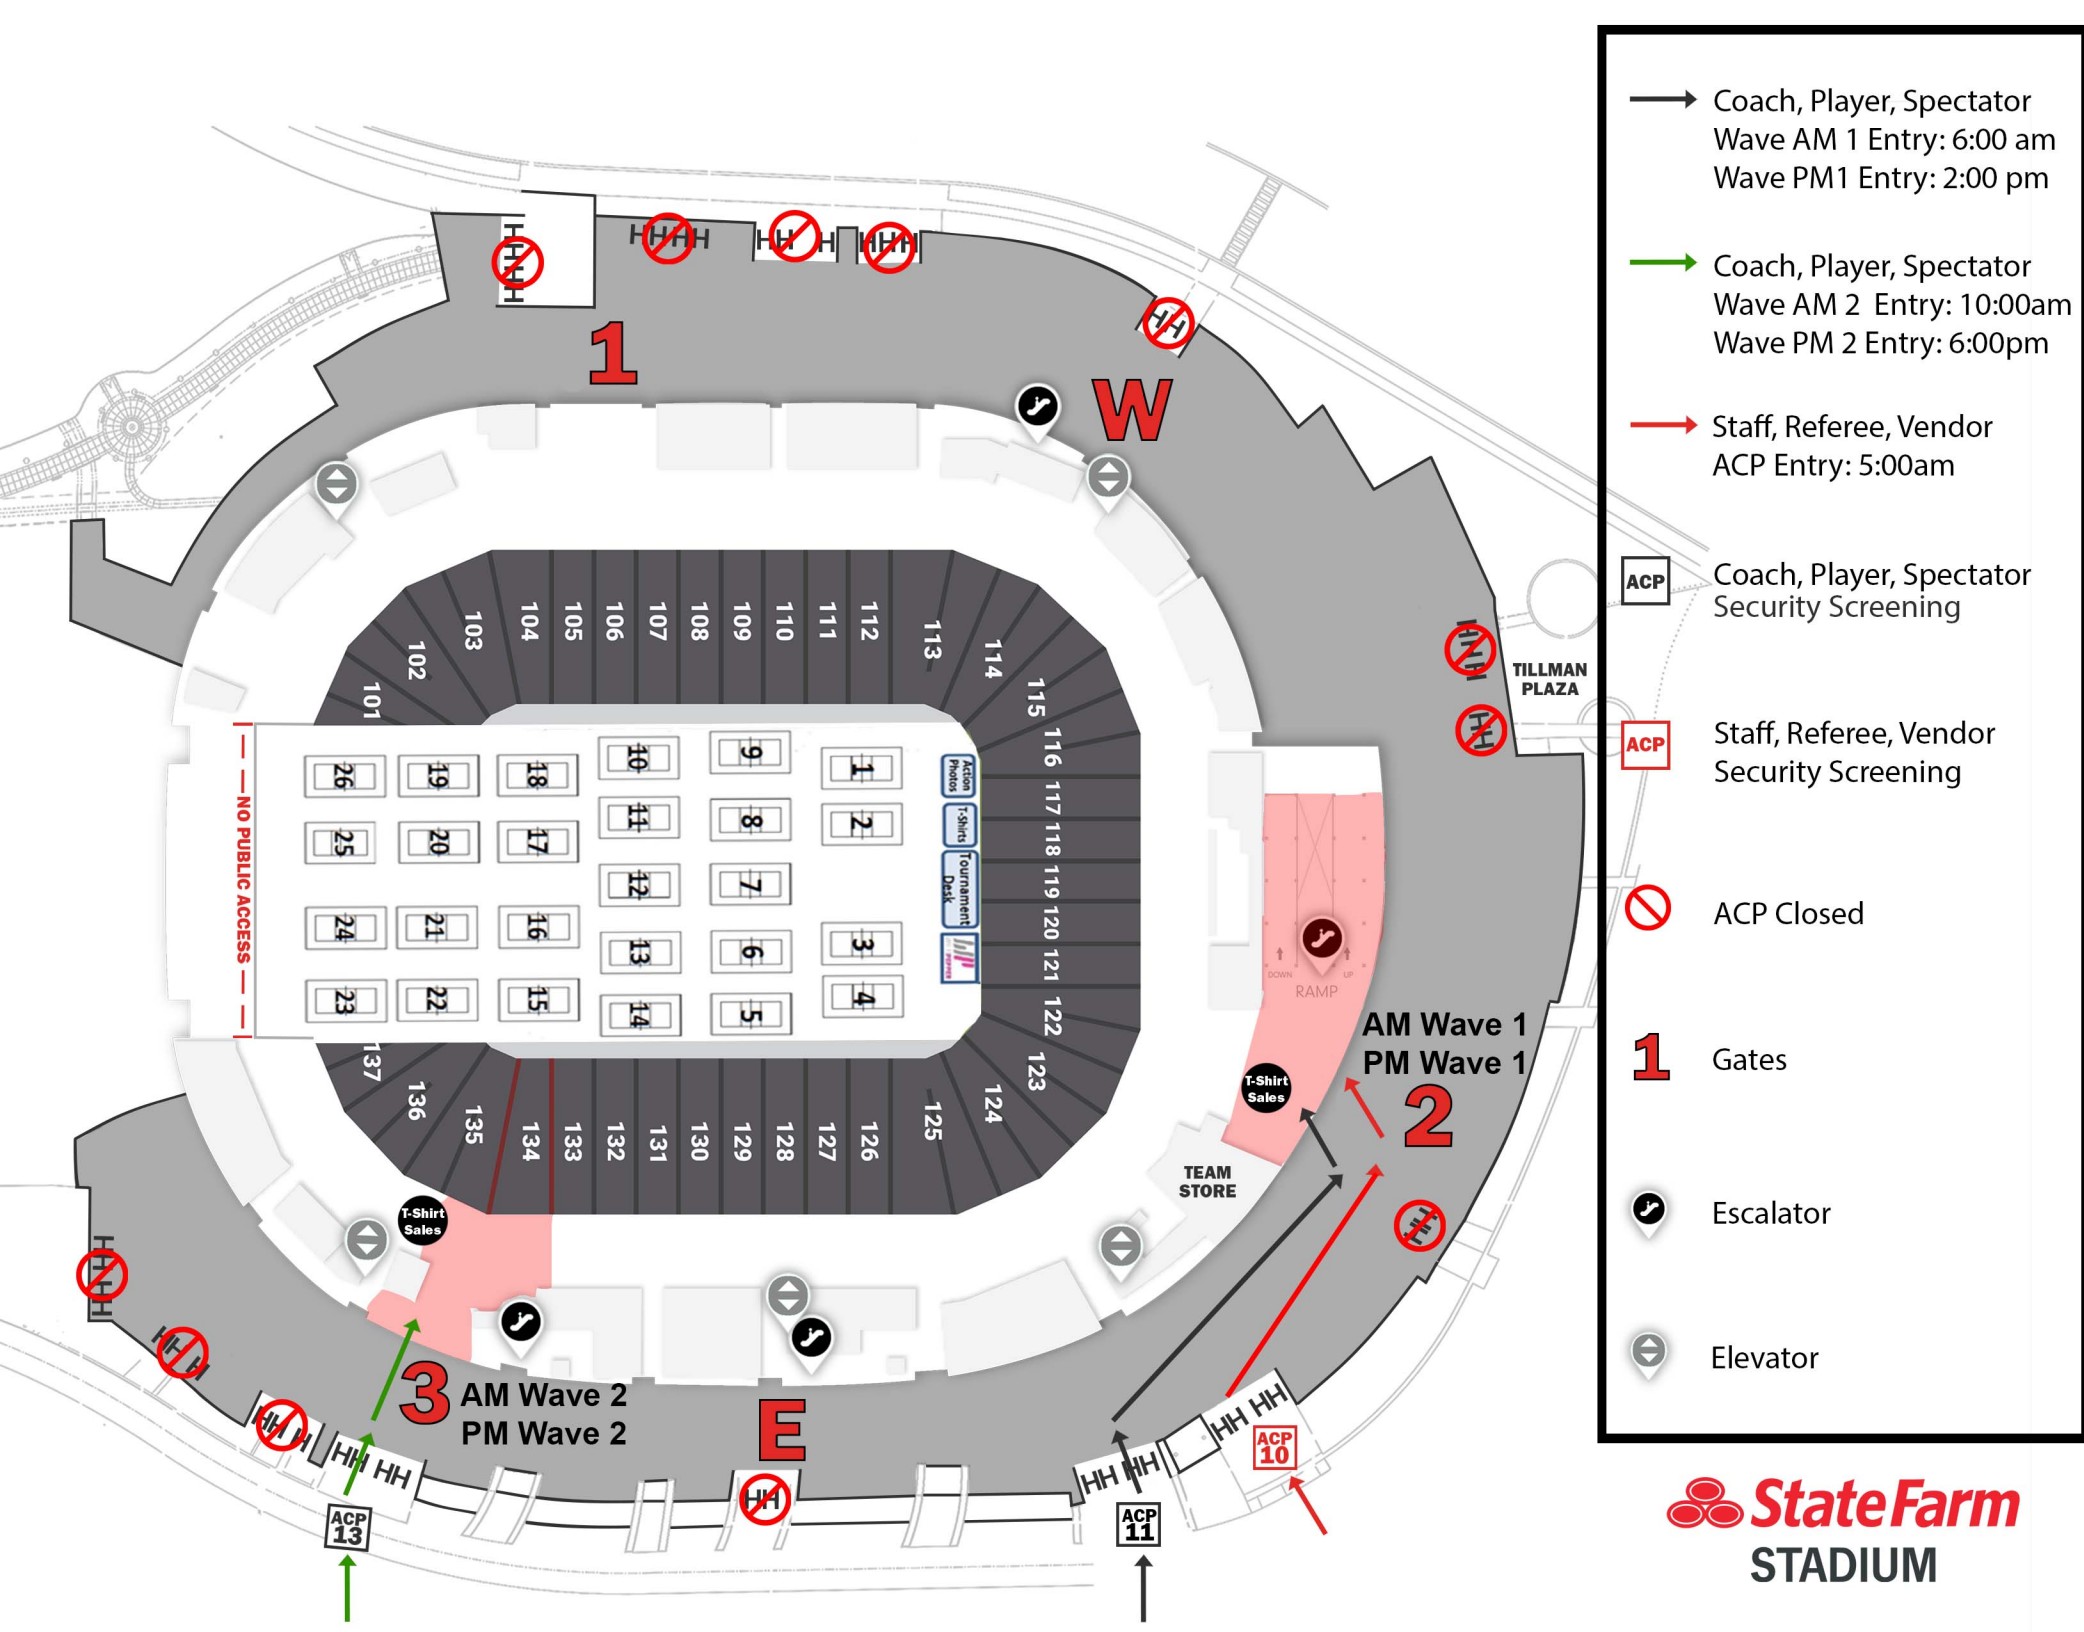 Coach, Player, Spectator
Wave AM 1 Entry: 6:00 am
Wave PM1 Entry: 2:00 pm
Coach, Player, Spectator
Wave AM 2 Entry: 10:00am
Wave PM 2 Entry: 6:00pm
Staff, Referee, Vendor
ACP Entry: 5:00am
ACP
Coach, Player, Spectator
Security Screening
ACP
Staff, Referee, Vendor
Security Screening
ACP Closed
1
Gates
Escalator
Elevator
State Farm
STADIUM
1
W
TILLMAN
PLAZA
101
102
103
104
105
106
107
108
109
110
111
112
113
114
115
116
117
118
119
120
121
122
123
124
125
126
127
128
129
130
131
132
133
134
135
136
137
NO PUBLIC ACCESS
26
19
18
10
9
1
25
20
17
11
8
2
12
7
24
21
16
13
6
3
23
22
15
14
5
4
Action
Photos
T-Shirts
Tournament
Desk
DOWN
UP
RAMP
AM Wave 1
PM Wave 1
2
T-Shirt
Sales
TEAM
STORE
T-Shirt
Sales
3
AM Wave 2
PM Wave 2
E
ACP
10
ACP
11
ACP
13